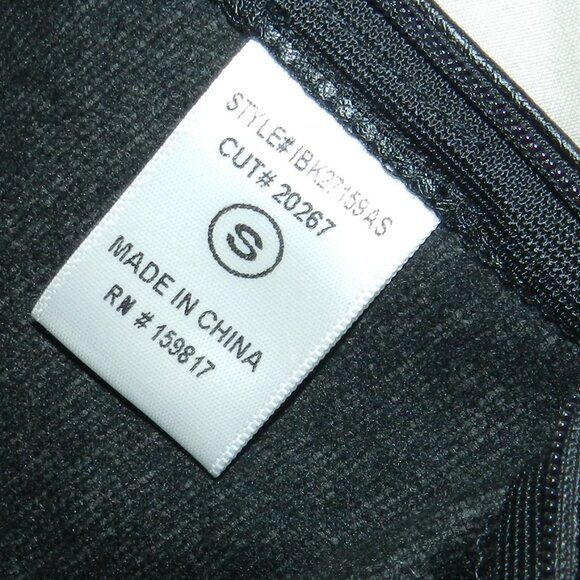 STYLE# IBK27159AS
CUT# 20267
S
MADE IN CHINA
RN # 159817